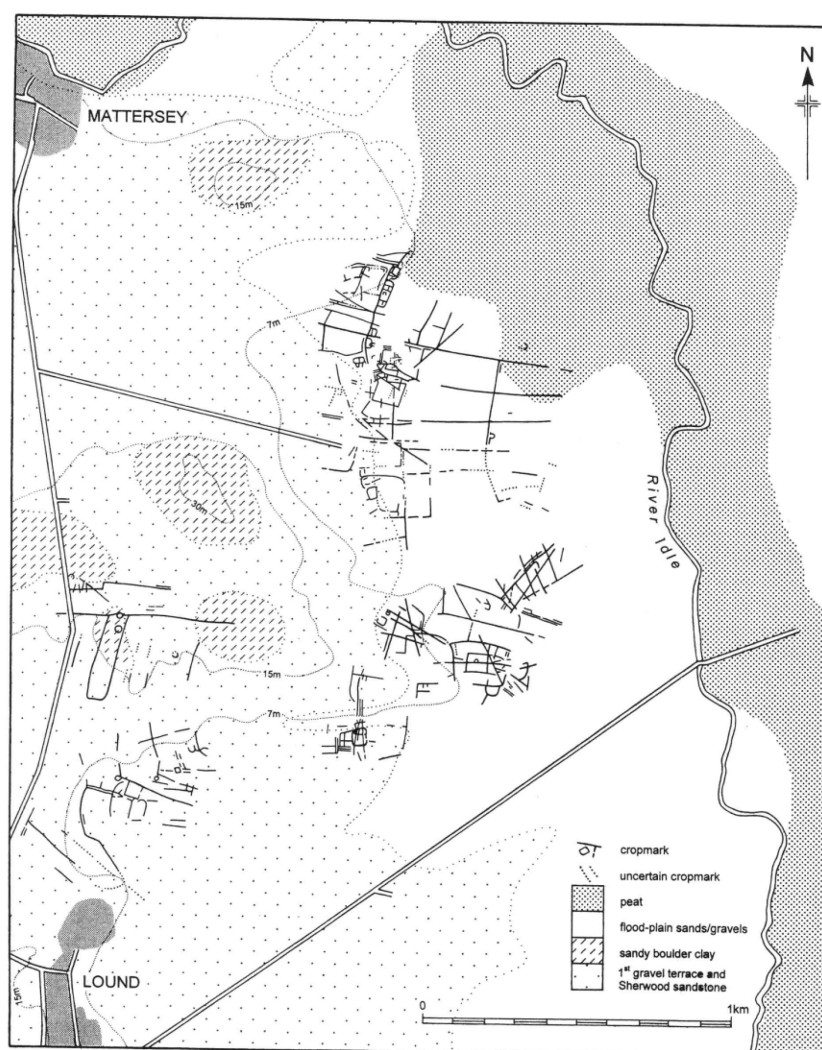 N
MATTERSEY
15m
7m
30m
River Idle
15m
7m
cropmark
uncertain cropmark
peat
flood-plain sands/gravels
sandy boulder clay
1st gravel terrace and
Sherwood sandstone
LOUND
15m
0 1km